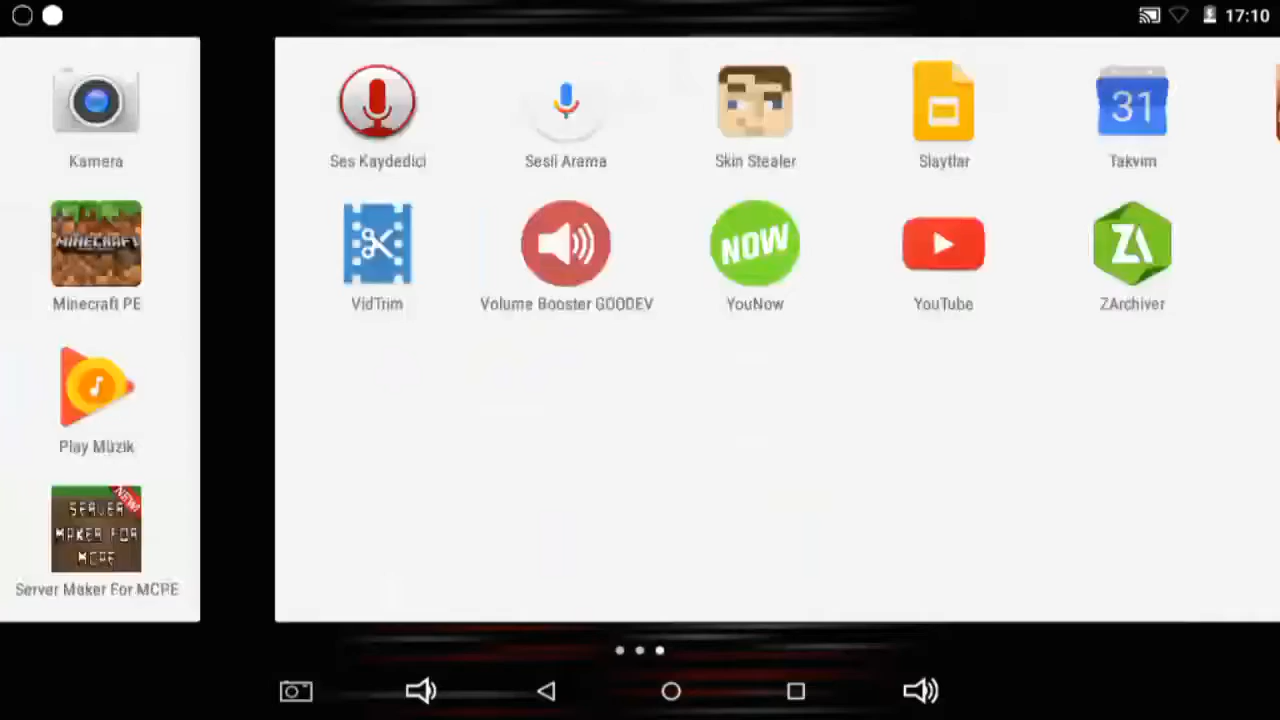 17:10
Kamera
Ses Kaydedici
Sesli Arama
Skin Stealer
Slaytlar
31
Takvim
MINECRAFT
Minecraft PE
VidTrim
Volume Booster GOODEV
NOW
YouNow
YouTube
ZA
ZArchiver
Play Müzik
NEW!
SERVER
MAKER FOR
MCPE
Server Maker For MCPE